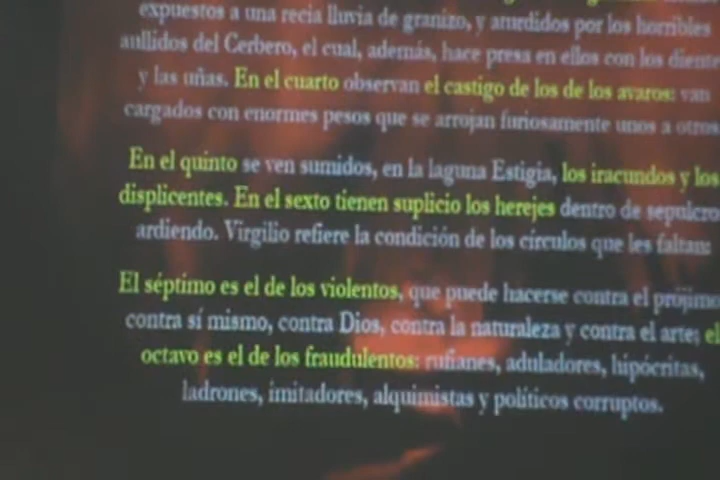 expuestos a una recia lluvia de granizo, y aturdidos por los horribles
aullidos del Cerbero, el cual, además, hace presa en ellos con los diente
y las uñas. En el cuarto observan el castigo de los de los avaros: van
cargados con enormes pesos que se arrojan furiosamente unos a otros
En el quinto se ven sumidos, en la laguna Estigia, los iracundos y los
displicentes. En el sexto tienen suplicio los herejes dentro de sepulcro
ardiendo. Virgilio refiere la condición de los círculos que les faltan:
El séptimo es el de los violentos, que puede hacerse contra el prójimo
contra sí mismo, contra Dios, contra la naturaleza y contra el arte; el
octavo es el de los fraudulentos: rufianes, aduladores, hipócritas,
ladrones, imitadores, alquimistas y políticos corruptos.